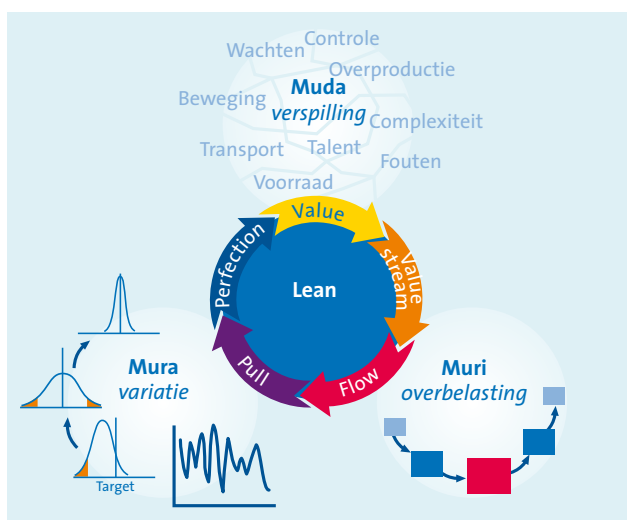 Controle
Wachten
Overproductie
Muda
Beweging
verspilling
Complexiteit
Talent
Transport
Fouten
Voorraad
Value
Value
stream
Perfection
Lean
Flow
Pull
Mura
variatie
Muri
overbelasting
Target